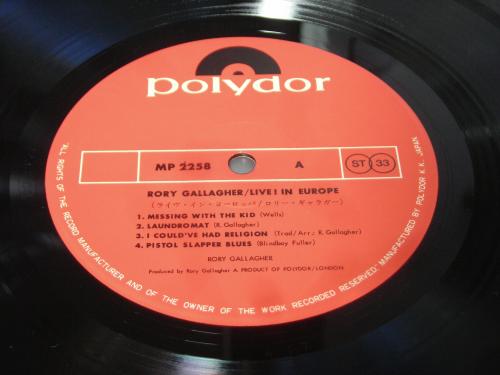 polydor
MP 2258
A
ST 33
RORY GALLAGHER/LIVE! IN EUROPE
(ライヴ・イン・ヨーロッパ/ロリー・ギャラガー)
1. MESSING WITH THE KID (Wells)
2. LAUNDROMAT (R. Gallagher)
3. I COULD'VE HAD RELIGION (Trad/Arr; R. Gallagher)
4. PISTOL SLAPPER BLUES (Blindboy Fuller)
RORY GALLAGHER
Produced by Rory Gallagher A PRODUCT OF POLYDOR/LONDON
"ALL RIGHTS OF THE RECORD MANUFACTURER AND OF THE OWNER OF THE WORK RECORDED RESERVED" MANUFACTURED BY POLYDOR K.K. JAPAN